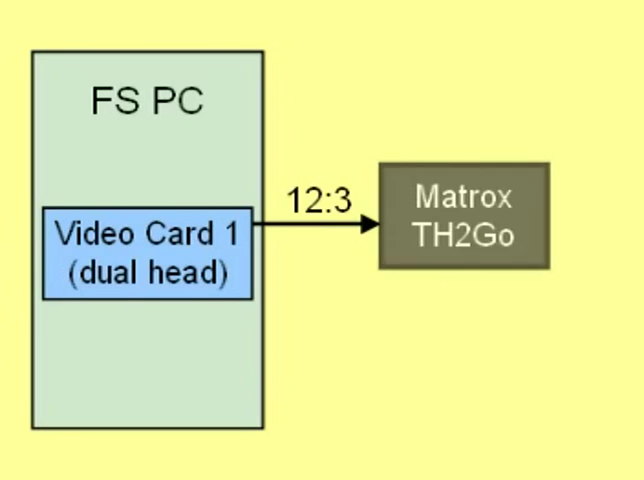 FS PC
12:3
Matrox
TH2Go
Video Card 1
(dual head)